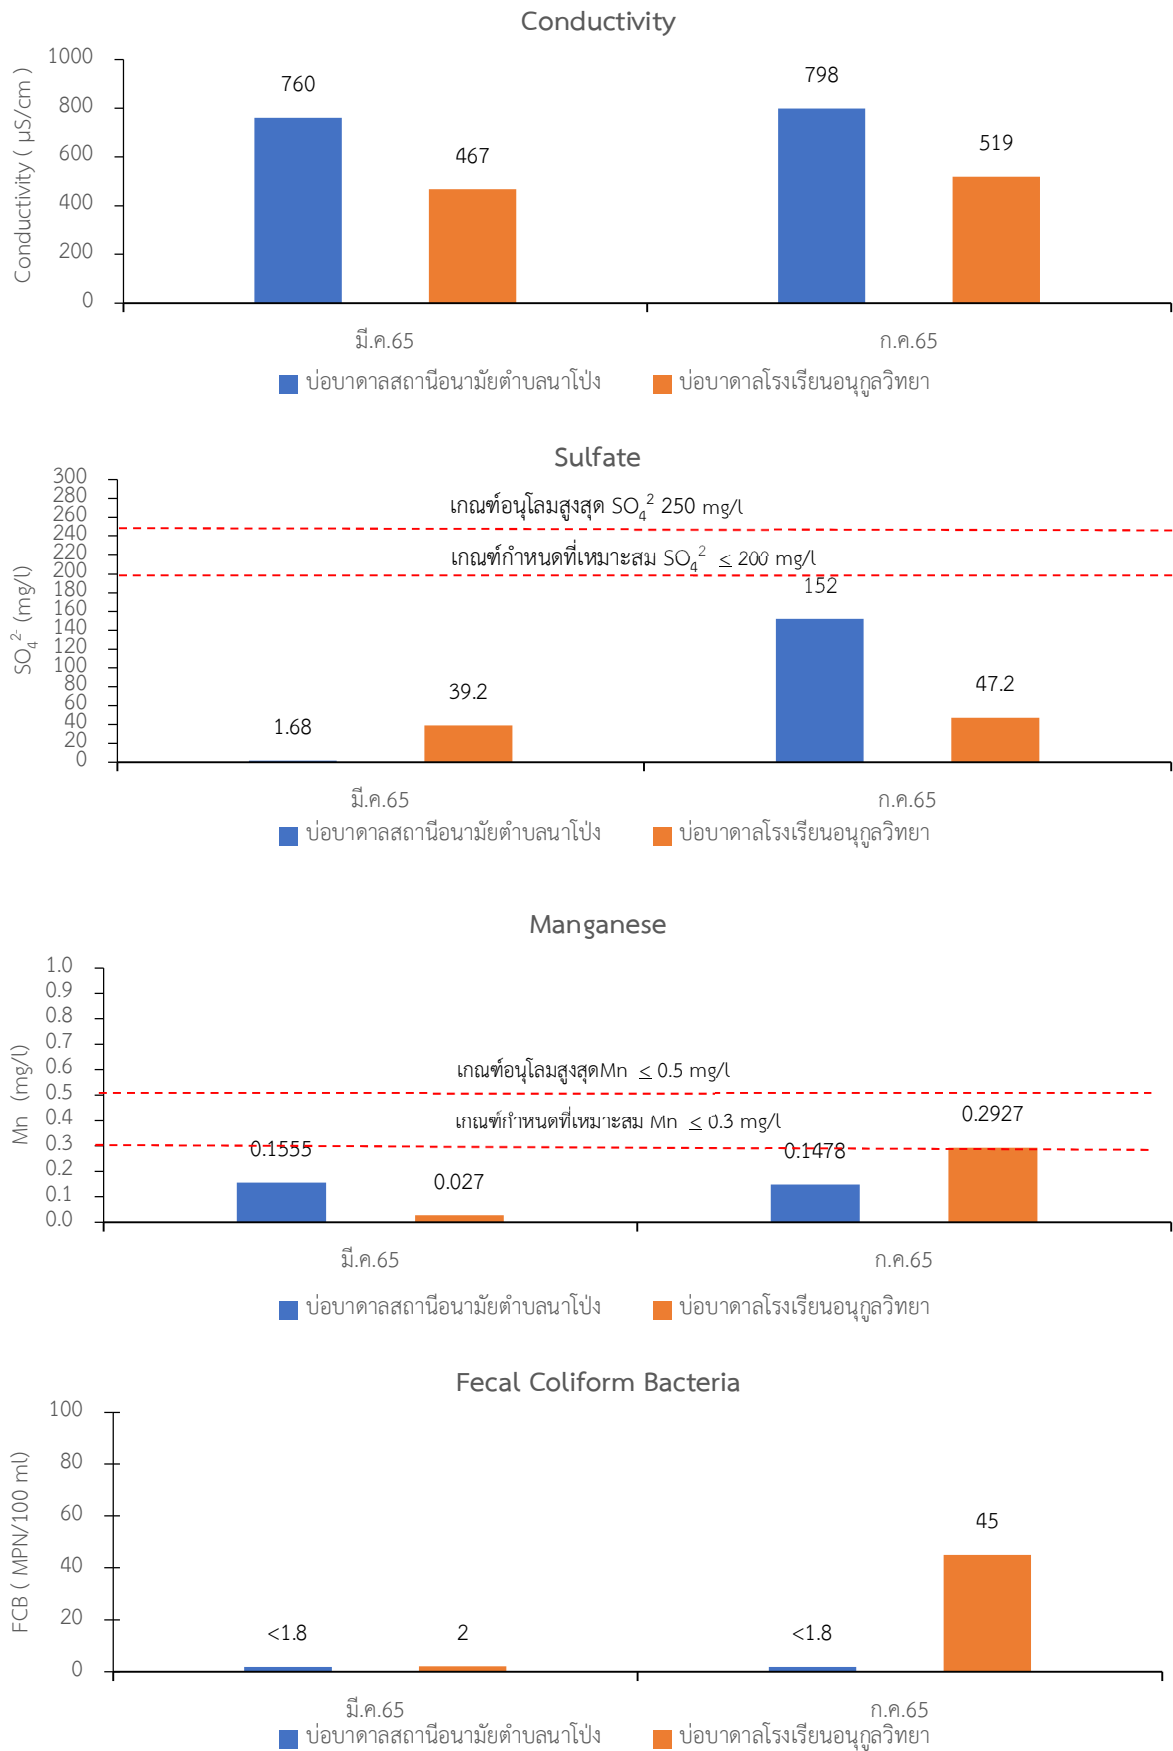 Conductivity
Conductivity ( µS/cm )
1000
800
600
400
200
0
760
467
798
519
มี.ค.65
ก.ค.65
บ่อบาดาลสถานีอนามัยตำบลนาโป่ง
บ่อบาดาลโรงเรียนอนุกูลวิทยา
Sulfate
SO₄²⁻ (mg/l)
300
280
260
240
220
200
180
160
140
120
100
80
60
40
20
0
เกณฑ์อนุโลมสูงสุด SO₄² 250 mg/l
เกณฑ์กำหนดที่เหมาะสม SO₄² ≤ 200 mg/l
1.68
39.2
152
47.2
มี.ค.65
ก.ค.65
บ่อบาดาลสถานีอนามัยตำบลนาโป่ง
บ่อบาดาลโรงเรียนอนุกูลวิทยา
Manganese
Mn (mg/l)
1.0
0.9
0.8
0.7
0.6
0.5
0.4
0.3
0.2
0.1
0.0
เกณฑ์อนุโลมสูงสุดMn ≤ 0.5 mg/l
เกณฑ์กำหนดที่เหมาะสม Mn ≤ 0.3 mg/l
0.1555
0.027
0.1478
0.2927
มี.ค.65
ก.ค.65
บ่อบาดาลสถานีอนามัยตำบลนาโป่ง
บ่อบาดาลโรงเรียนอนุกูลวิทยา
Fecal Coliform Bacteria
FCB ( MPN/100 ml)
100
80
60
40
20
0
<1.8
2
<1.8
45
มี.ค.65
ก.ค.65
บ่อบาดาลสถานีอนามัยตำบลนาโป่ง
บ่อบาดาลโรงเรียนอนุกูลวิทยา